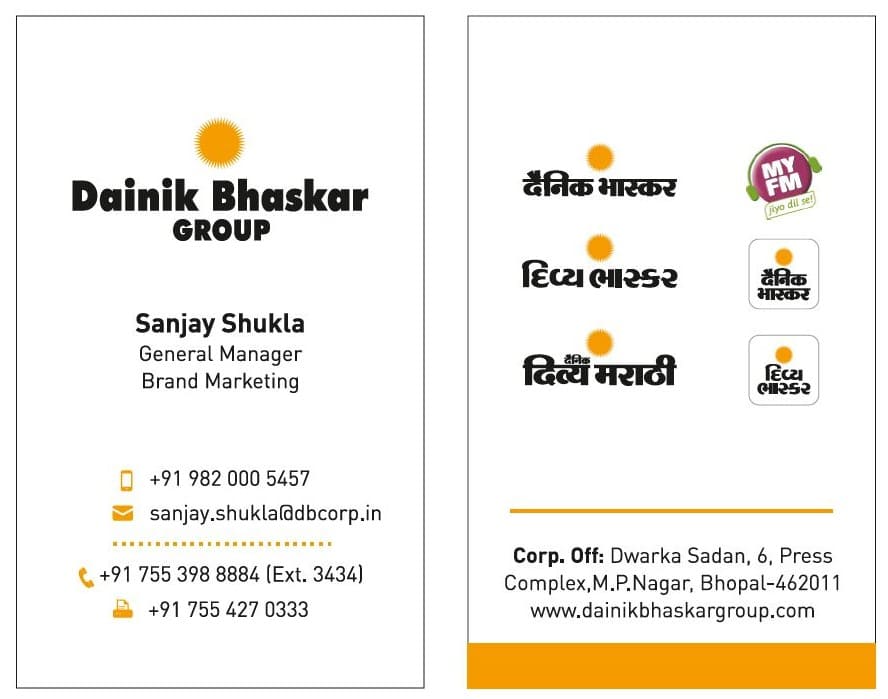 Dainik Bhaskar
GROUP
Sanjay Shukla
General Manager
Brand Marketing
+91 982 000 5457
sanjay.shukla@dbcorp.in
+91 755 398 8884 (Ext. 3434)
+91 755 427 0333
दैनिक भास्कर
દિવ્ય ભાસ્કર
दैनिक
दिव्य मराठी
MY
FM
jiyo dil se!
दैनिक
भास्कर
દિવ્ય
ભાસ્કર
Corp. Off: Dwarka Sadan, 6, Press
Complex,M.P.Nagar, Bhopal-462011
www.dainikbhaskargroup.com